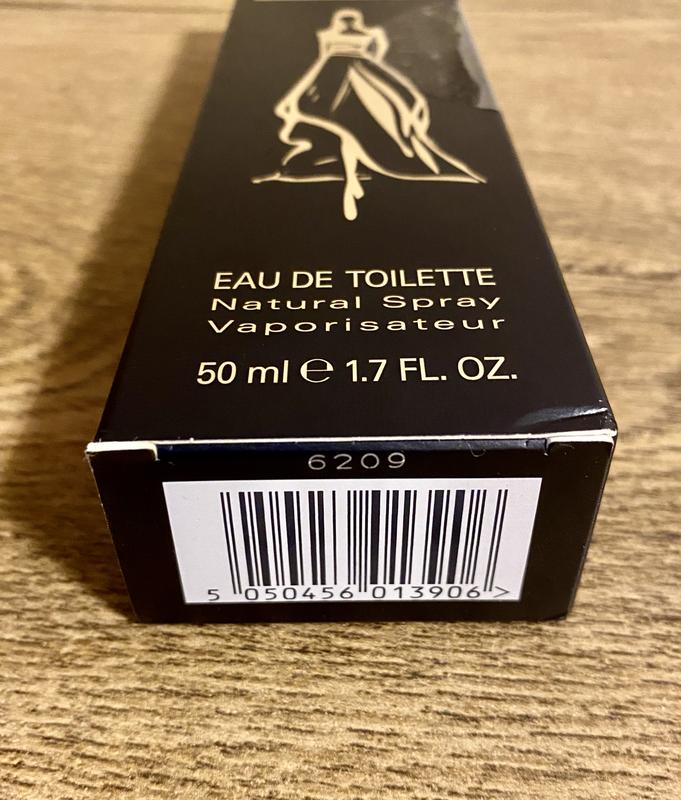 EAU DE TOILETTE
Natural Spray
Vaporisateur
50 ml ℮ 1.7 FL. OZ.
6209
5 050456 013906 >